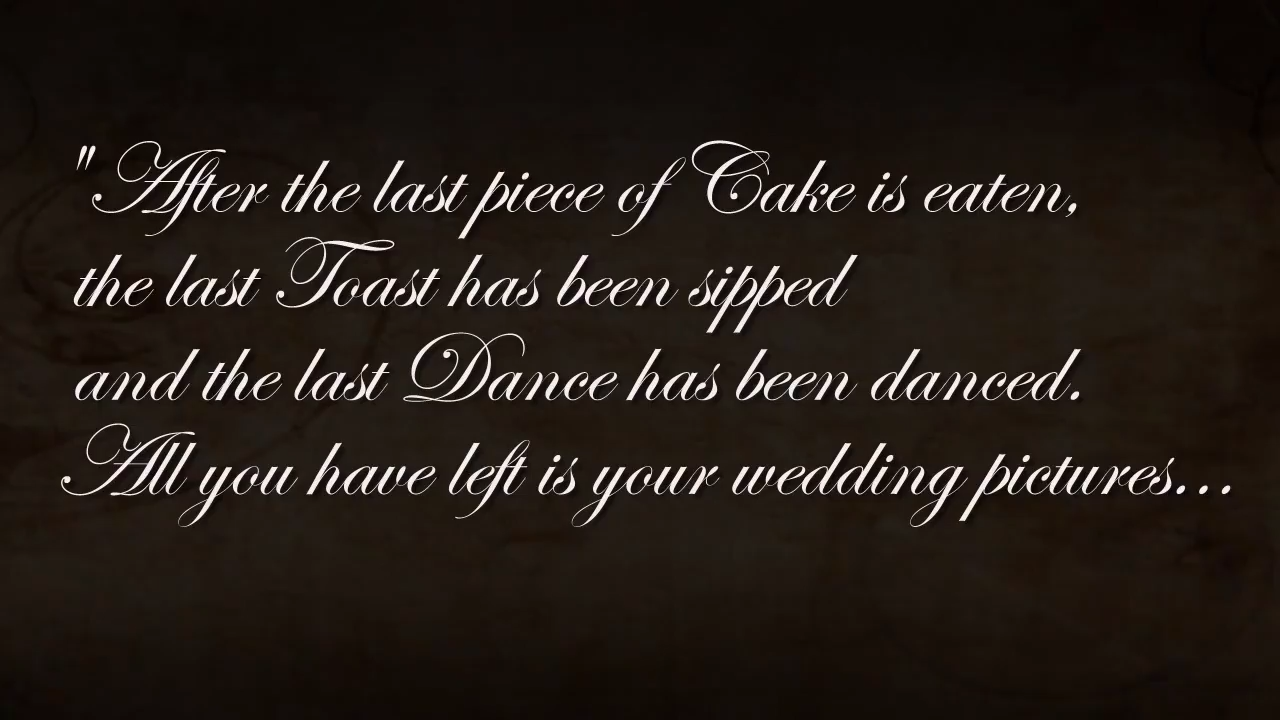 "After the last piece of Cake is eaten,
the last Toast has been sipped
and the last Dance has been danced.
All you have left is your wedding pictures...